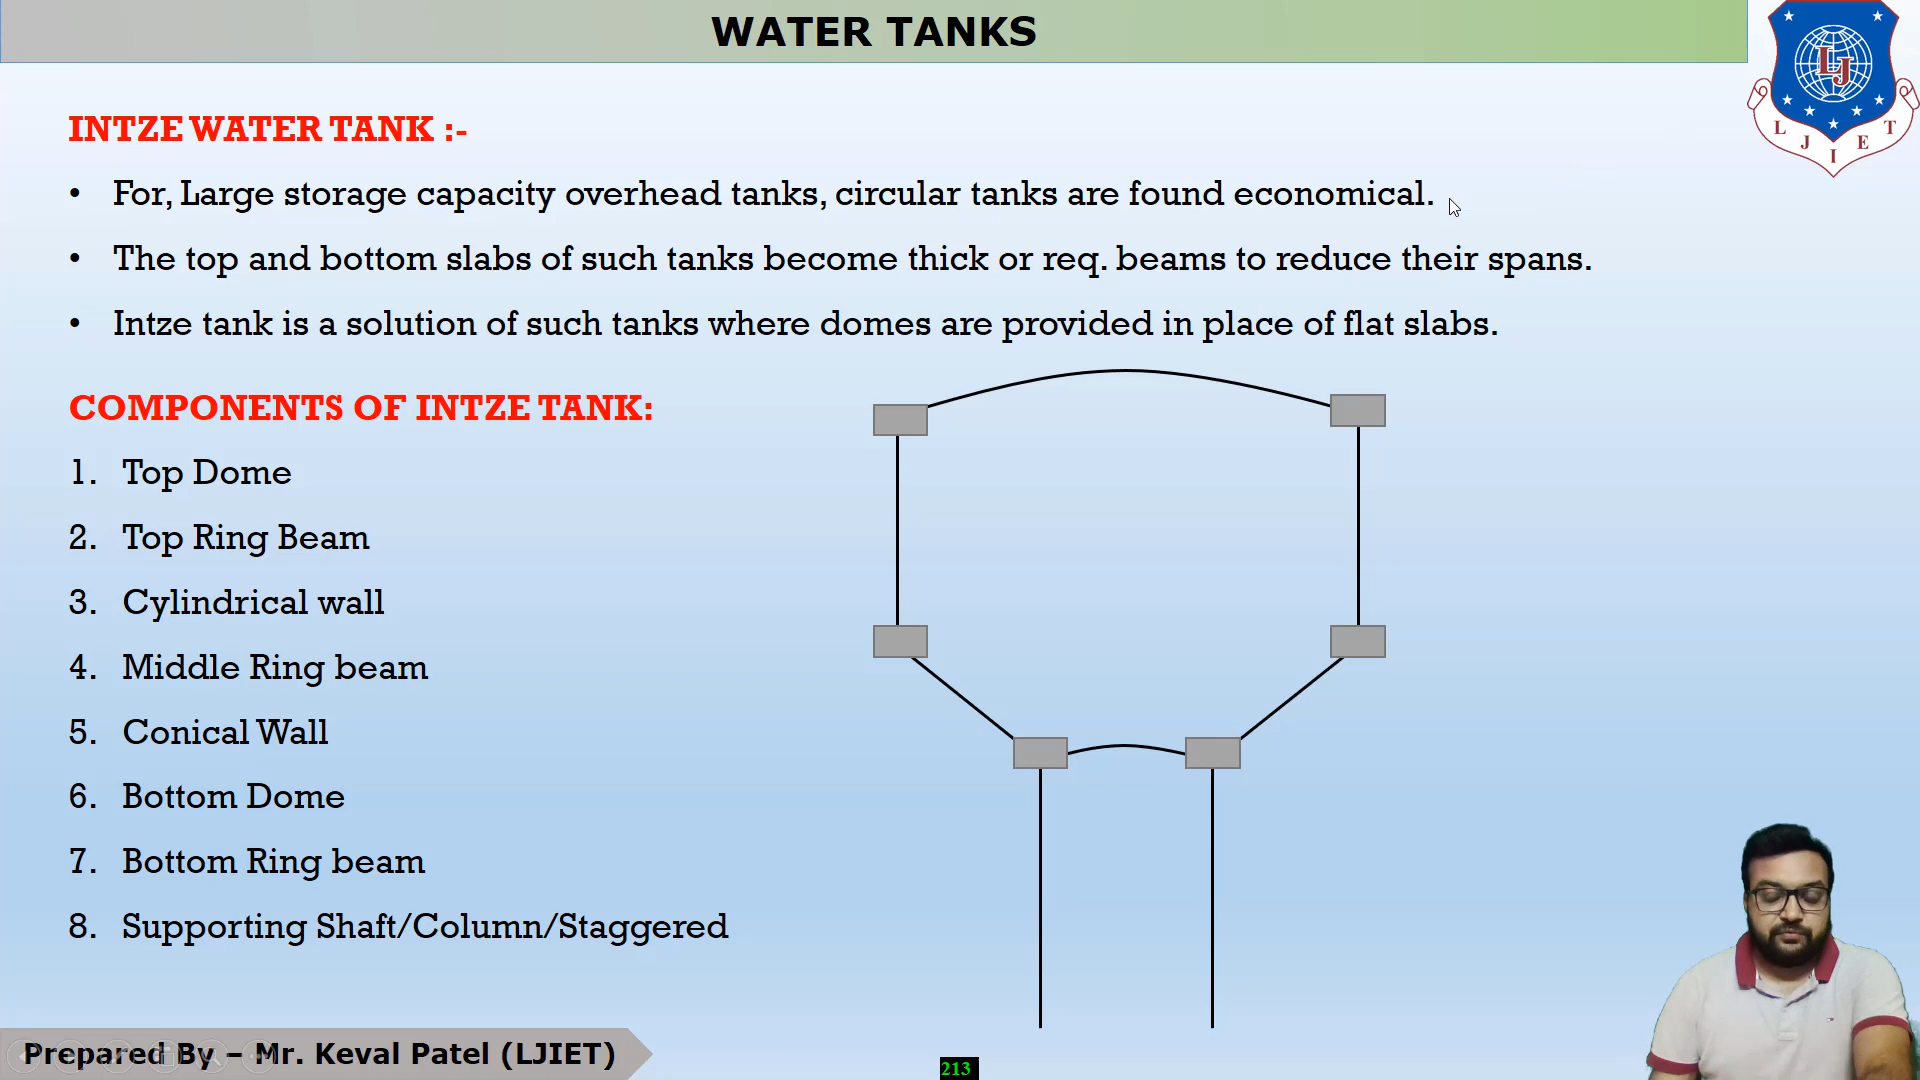 WATER TANKS
L J I E T
LJ
INTZE WATER TANK :-
• For, Large storage capacity overhead tanks, circular tanks are found economical.
• The top and bottom slabs of such tanks become thick or req. beams to reduce their spans.
• Intze tank is a solution of such tanks where domes are provided in place of flat slabs.
COMPONENTS OF INTZE TANK:
1. Top Dome
2. Top Ring Beam
3. Cylindrical wall
4. Middle Ring beam
5. Conical Wall
6. Bottom Dome
7. Bottom Ring beam
8. Supporting Shaft/Column/Staggered
Prepared By – Mr. Keval Patel (LJIET)
213